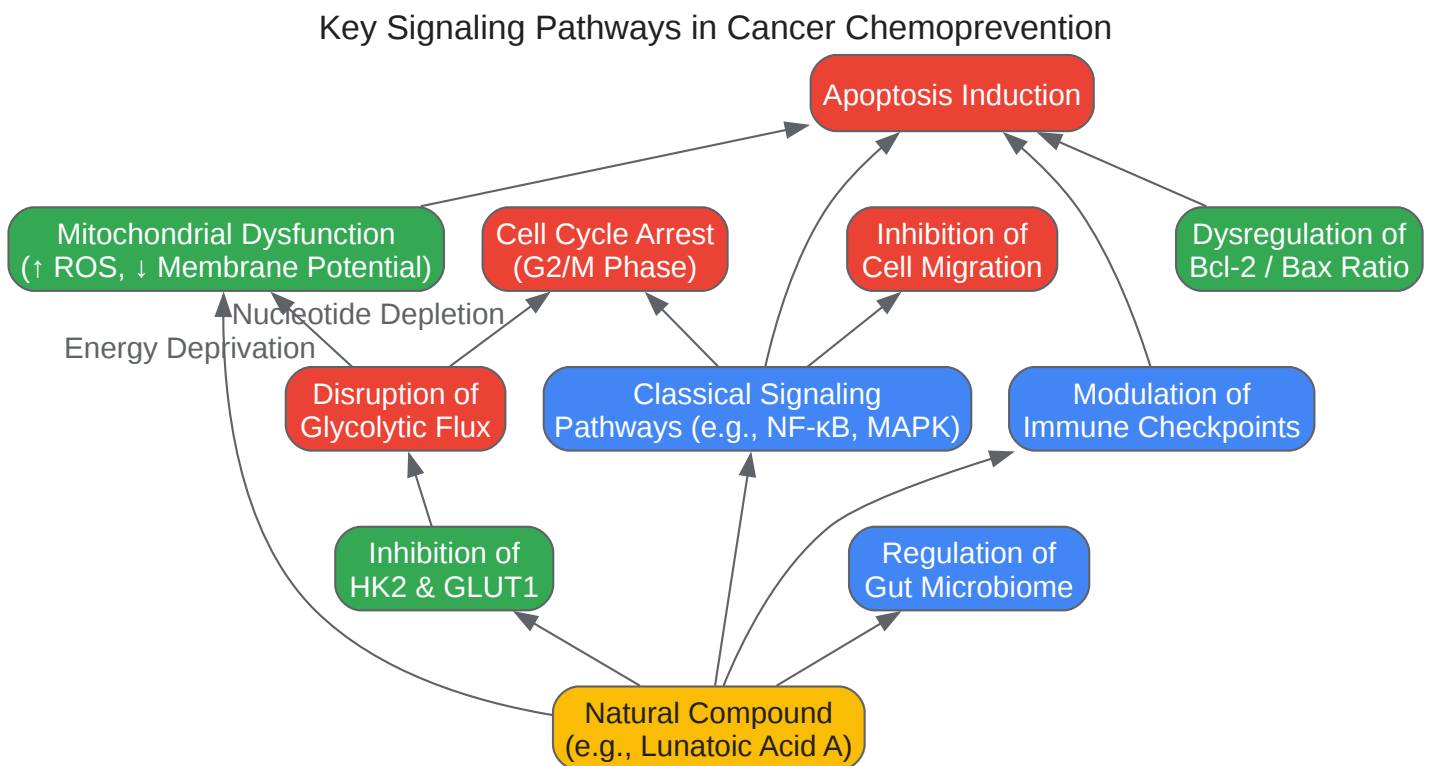 Key Signaling Pathways in Cancer Chemoprevention
Apoptosis Induction
Mitochondrial Dysfunction
(↑ ROS, ↓ Membrane Potential)
Cell Cycle Arrest
(G2/M Phase)
Inhibition of
Cell Migration
Dysregulation of
Bcl-2 / Bax Ratio
Nucleotide Depletion
Energy Deprivation
Disruption of
Glycolytic Flux
Classical Signaling
Pathways (e.g., NF-κB, MAPK)
Modulation of
Immune Checkpoints
Inhibition of
HK2 & GLUT1
Regulation of
Gut Microbiome
Natural Compound
(e.g., Lunatoic Acid A)